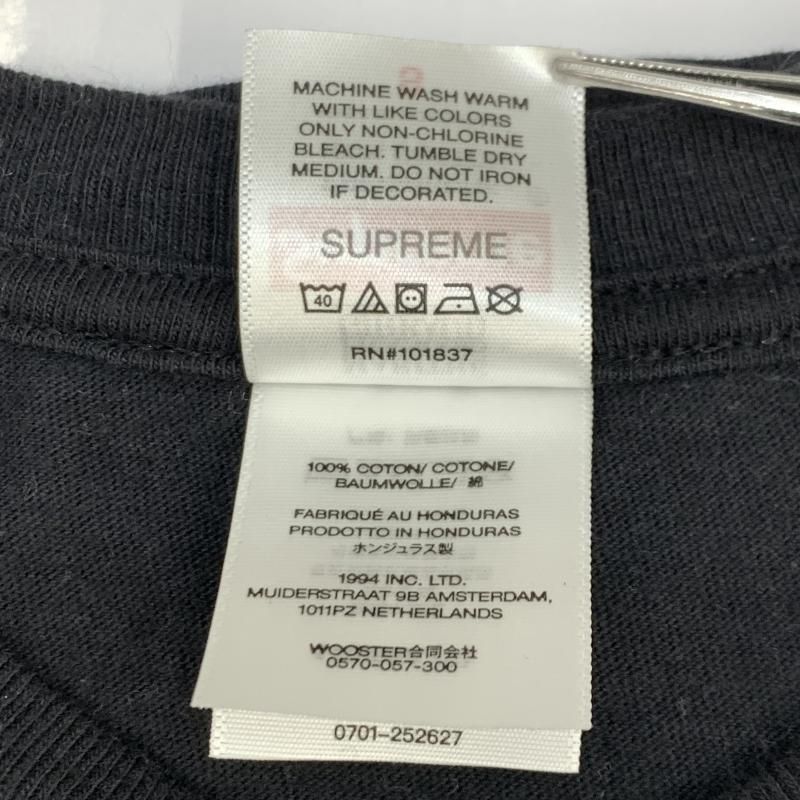 MACHINE WASH WARM
WITH LIKE COLORS
ONLY NON-CHLORINE
BLEACH. TUMBLE DRY
MEDIUM. DO NOT IRON
IF DECORATED.
SUPREME
40
RN#101837
100% COTON/ COTONE/
BAUMWOLLE/ 綿
FABRIQUÉ AU HONDURAS
PRODOTTO IN HONDURAS
ホンジュラス製
1994 INC. LTD.
MUIDERSTRAAT 9B AMSTERDAM,
1011PZ NETHERLANDS
WOOSTER合同会社
0570-057-300
0701-252627